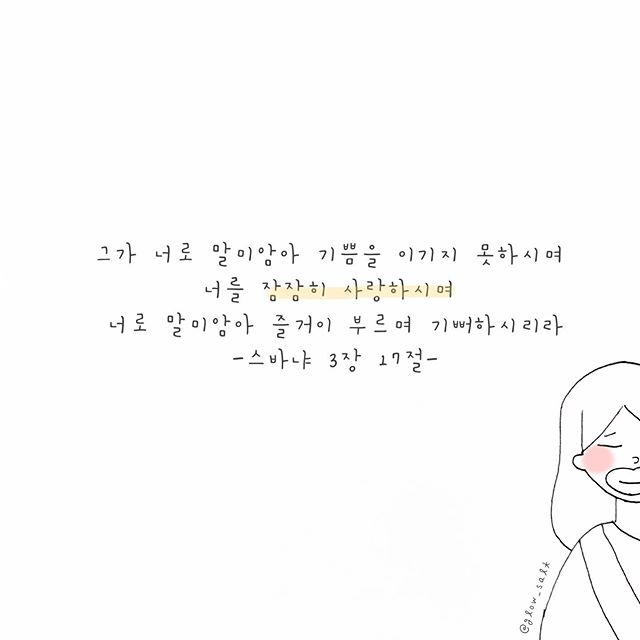 그가 너로 말미암아 기쁨을 이기지 못하시며
너를 잠잠히 사랑하시며
너로 말미암아 즐거이 부르며 기뻐하시리라
-스바냐 3장 17절-
@glow_salt